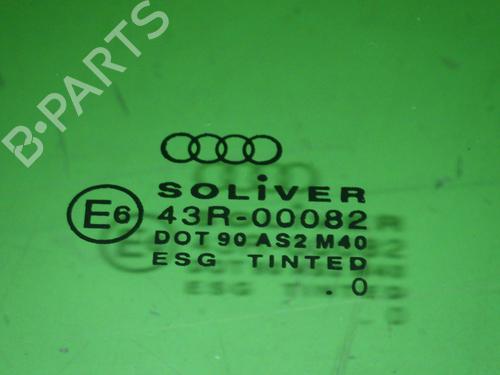 B-PARTS
SOLiVER
E6 43R-00082
DOT 90 AS2 M40
ESG TINTED
. 0